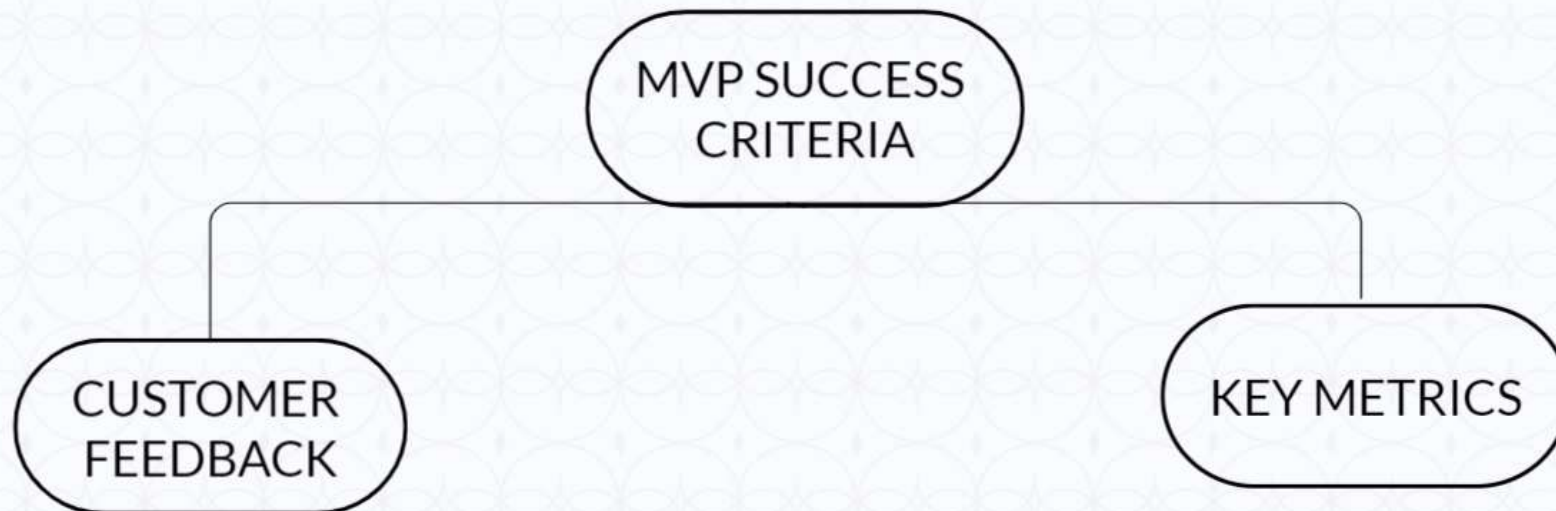 MVP SUCCESS
CRITERIA
CUSTOMER
FEEDBACK
KEY METRICS